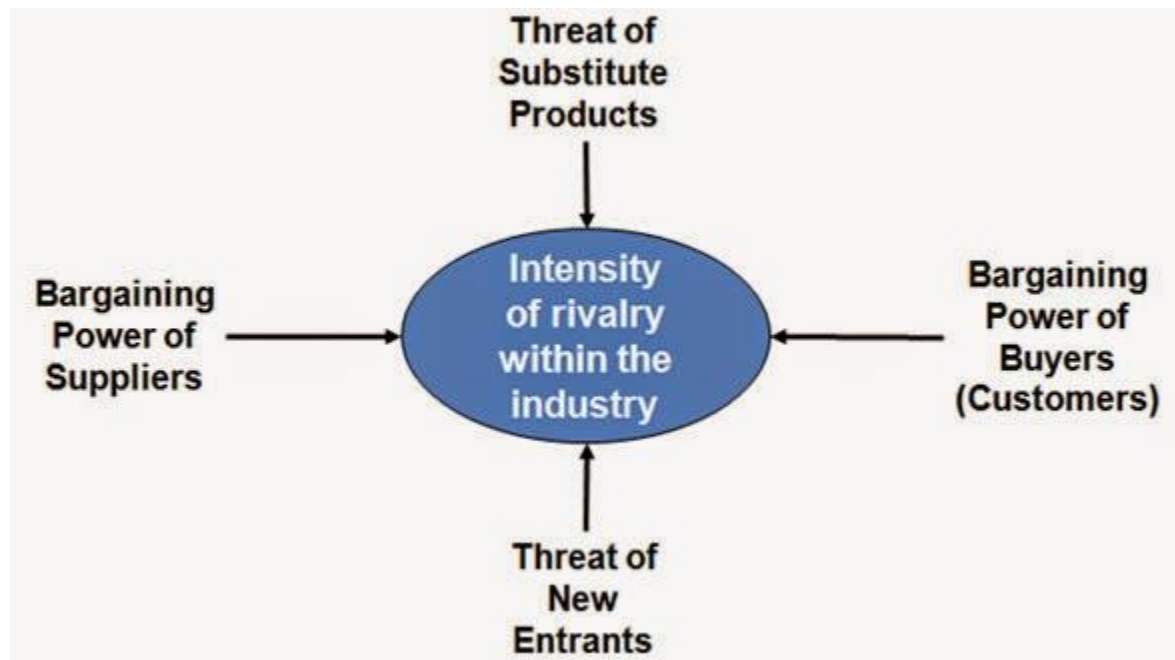 Threat of
Substitute
Products
Bargaining
Power of
Suppliers
Intensity
of rivalry
within the
industry
Bargaining
Power of
Buyers
(Customers)
Threat of
New
Entrants